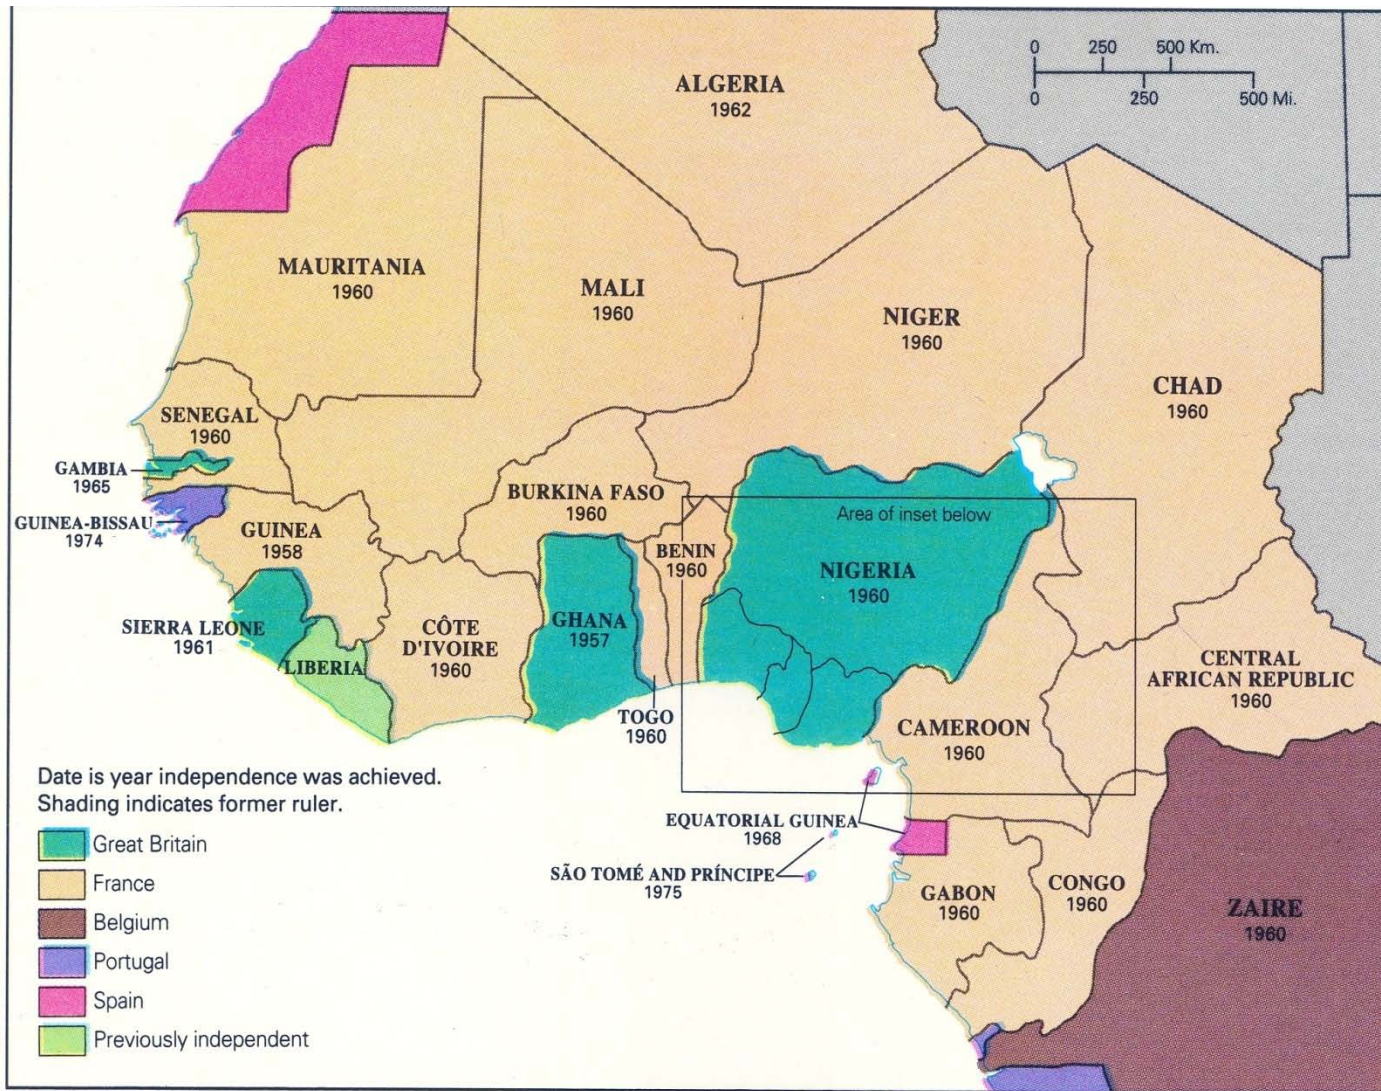 0 250 500 Km.
0 250 500 Mi.
ALGERIA
1962
MAURITANIA
1960
MALI
1960
NIGER
1960
CHAD
1960
SENEGAL
1960
GAMBIA
1965
GUINEA-BISSAU
1974
GUINEA
1958
BURKINA FASO
1960
BENIN
1960
Area of inset below
NIGERIA
1960
SIERRA LEONE
1961
LIBERIA
CÔTE
D'IVOIRE
1960
GHANA
1957
TOGO
1960
CENTRAL
AFRICAN REPUBLIC
1960
CAMEROON
1960
EQUATORIAL GUINEA
1968
SÃO TOMÉ AND PRÍNCIPE
1975
GABON
1960
CONGO
1960
ZAIRE
1960
Date is year independence was achieved.
Shading indicates former ruler.
Great Britain
France
Belgium
Portugal
Spain
Previously independent